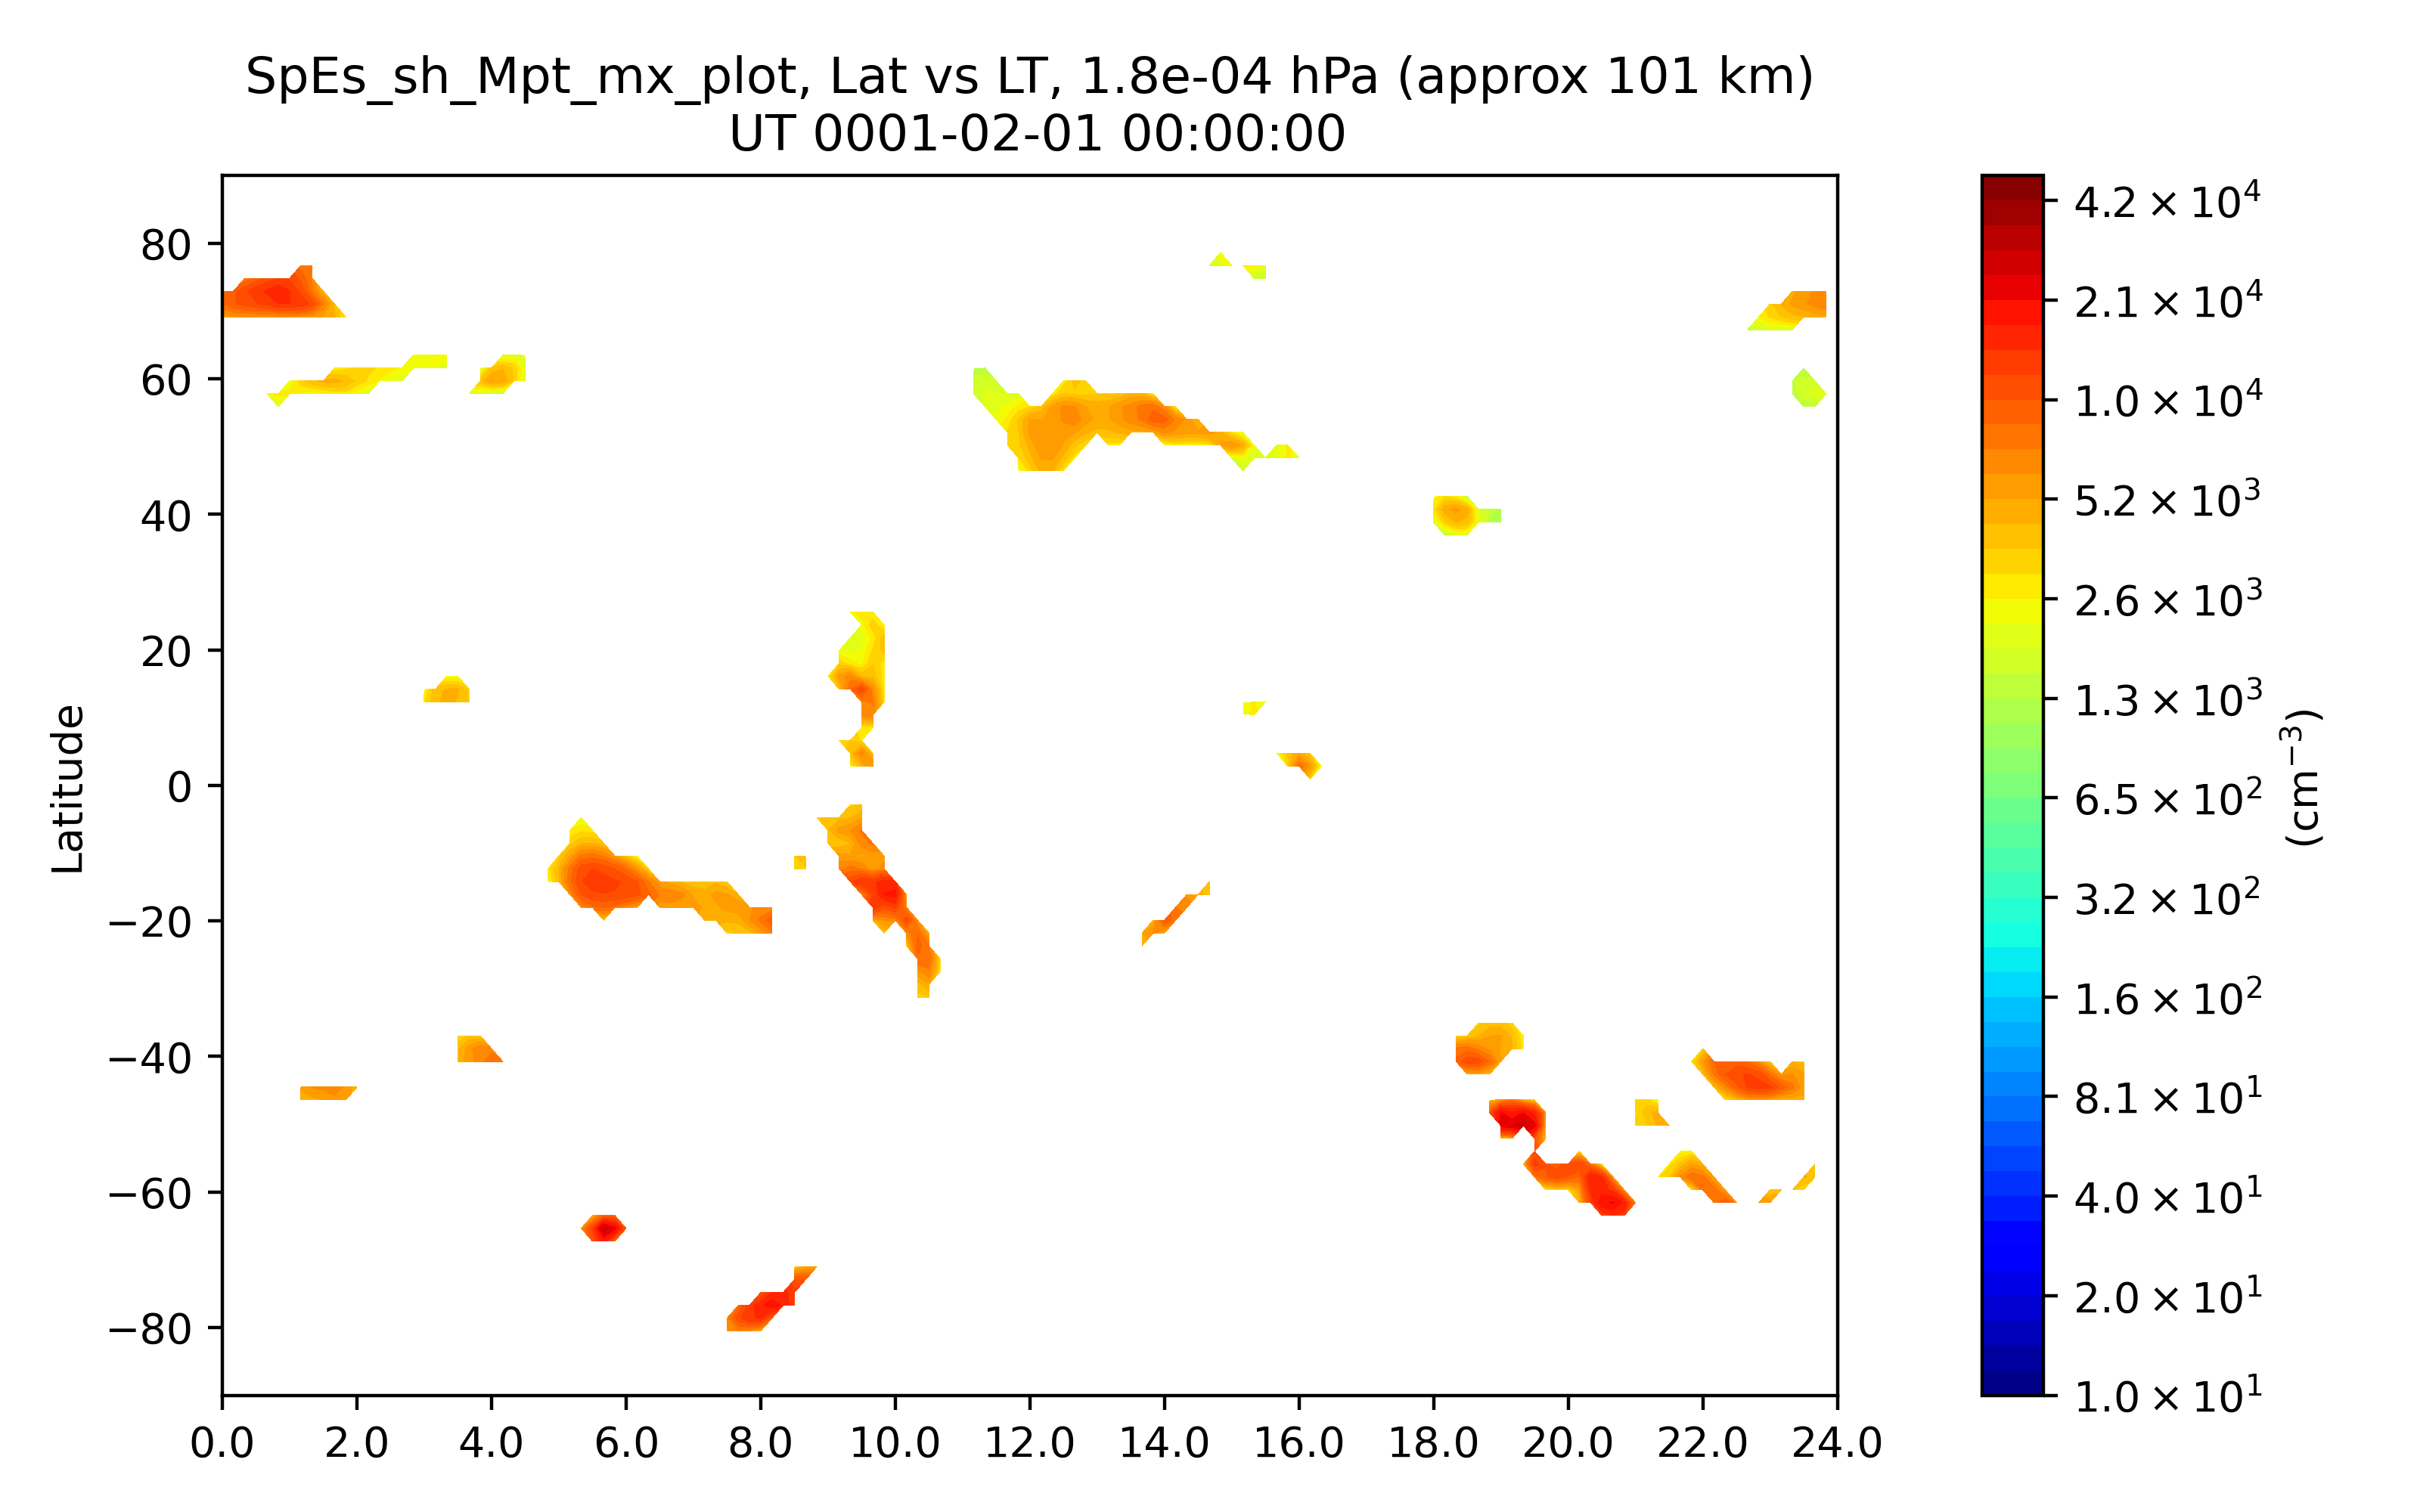 SpEs_sh_Mpt_mx_plot, Lat vs LT, 1.8e-04 hPa (approx 101 km)
UT 0001-02-01 00:00:00
Latitude
80
60
40
20
0
−20
−40
−60
−80
0.0 2.0 4.0 6.0 8.0 10.0 12.0 14.0 16.0 18.0 20.0 22.0 24.0
4.2 × 10⁴
2.1 × 10⁴
1.0 × 10⁴
5.2 × 10³
2.6 × 10³
1.3 × 10³
6.5 × 10²
3.2 × 10²
1.6 × 10²
8.1 × 10¹
4.0 × 10¹
2.0 × 10¹
1.0 × 10¹
(cm⁻³)